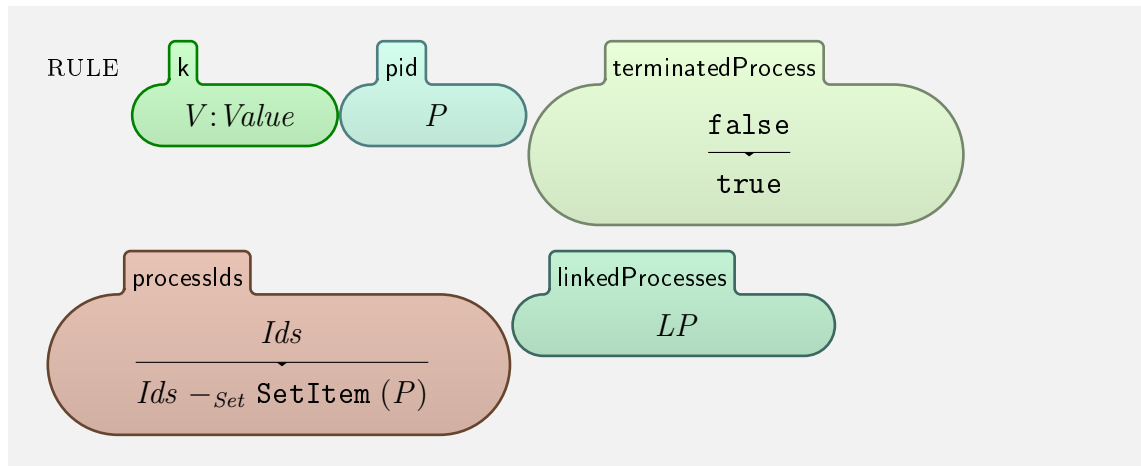 RULE k pid terminatedProcess
V : Value P false
true
processIds linkedProcesses
Ids LP
Ids −Set SetItem (P)